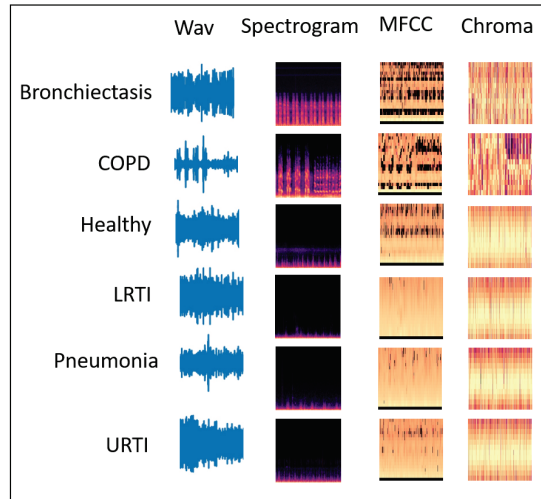 Wav Spectrogram MFCC Chroma
Bronchiectasis
COPD
Healthy
LRTI
Pneumonia
URTI